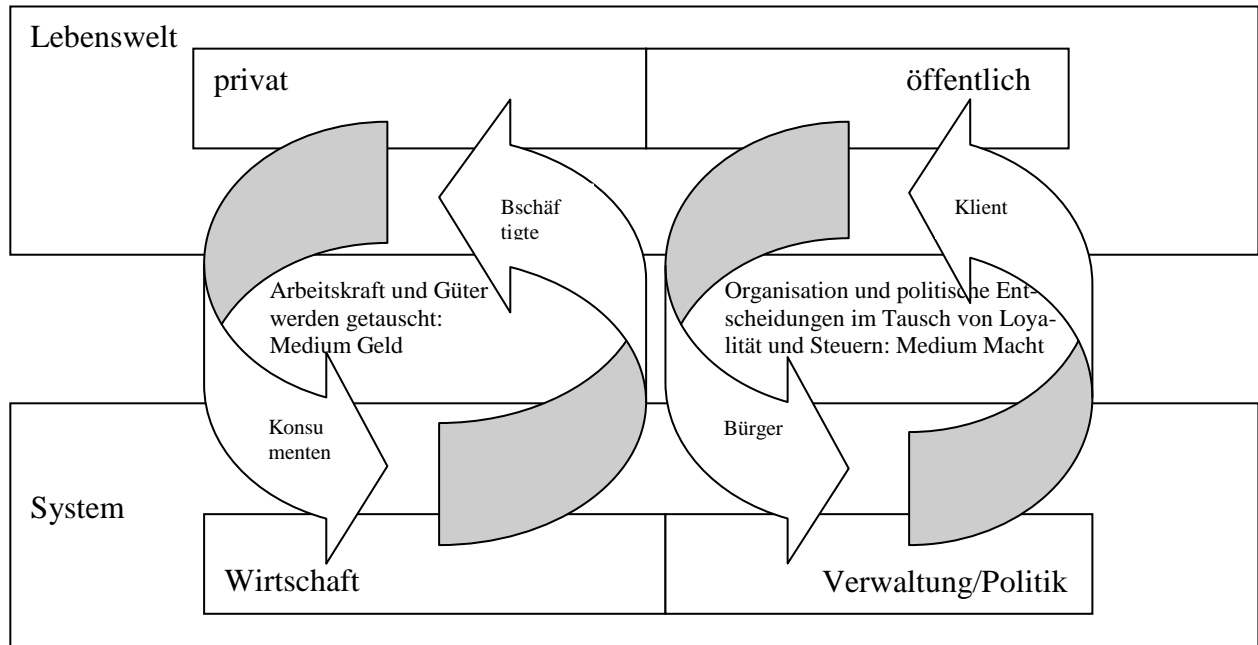 Lebenswelt
privat
öffentlich
Bschäf
tigte
Klient
Arbeitskraft und Güter
werden getauscht:
Medium Geld
Organisation und politische Ent-
scheidungen im Tausch von Loya-
lität und Steuern: Medium Macht
Konsu
menten
Bürger
System
Wirtschaft
Verwaltung/Politik